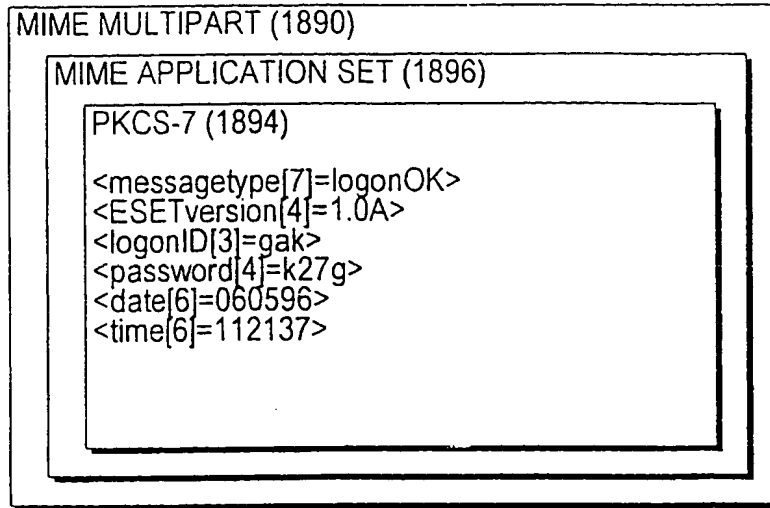 MIME MULTIPART (1890)
MIME APPLICATION SET (1896)
PKCS-7 (1894)
<messagetype[7]=logonOK>
<ESETversion[4]=1.0A>
<logonID[3]=gak>
<password[4]=k27g>
<date[6]=060596>
<time[6]=112137>